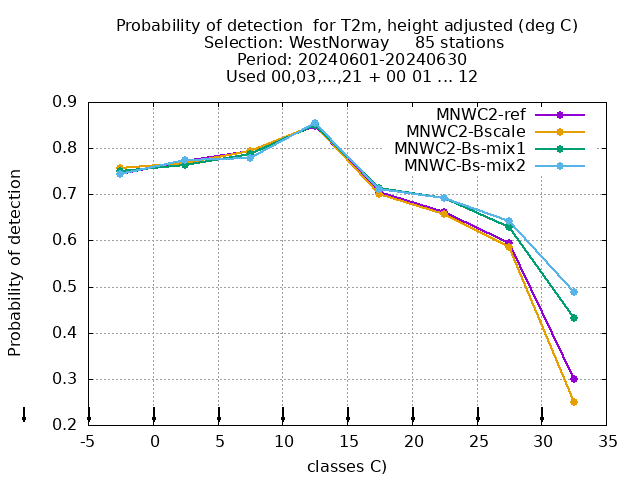 Probability of detection  for T2m, height adjusted (deg C)
Selection: WestNorway     85 stations
Period: 20240601-20240630
Used 00,03,...,21 + 00 01 ... 12
MNWC2-ref
MNWC2-Bscale
MNWC2-Bs-mix1
MNWC-Bs-mix2
Probability of detection
0.9
0.8
0.7
0.6
0.5
0.4
0.3
0.2
-5 0 5 10 15 20 25 30 35
classes C)